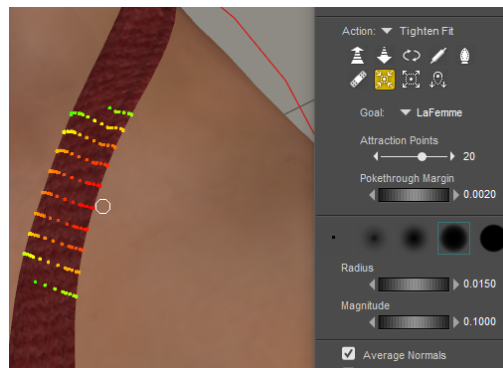 Action: Tighten Fit
Goal: LaFemme
Attraction Points
20
Pokethrough Margin
0.0020
Radius
0.0150
Magnitude
0.1000
Average Normals